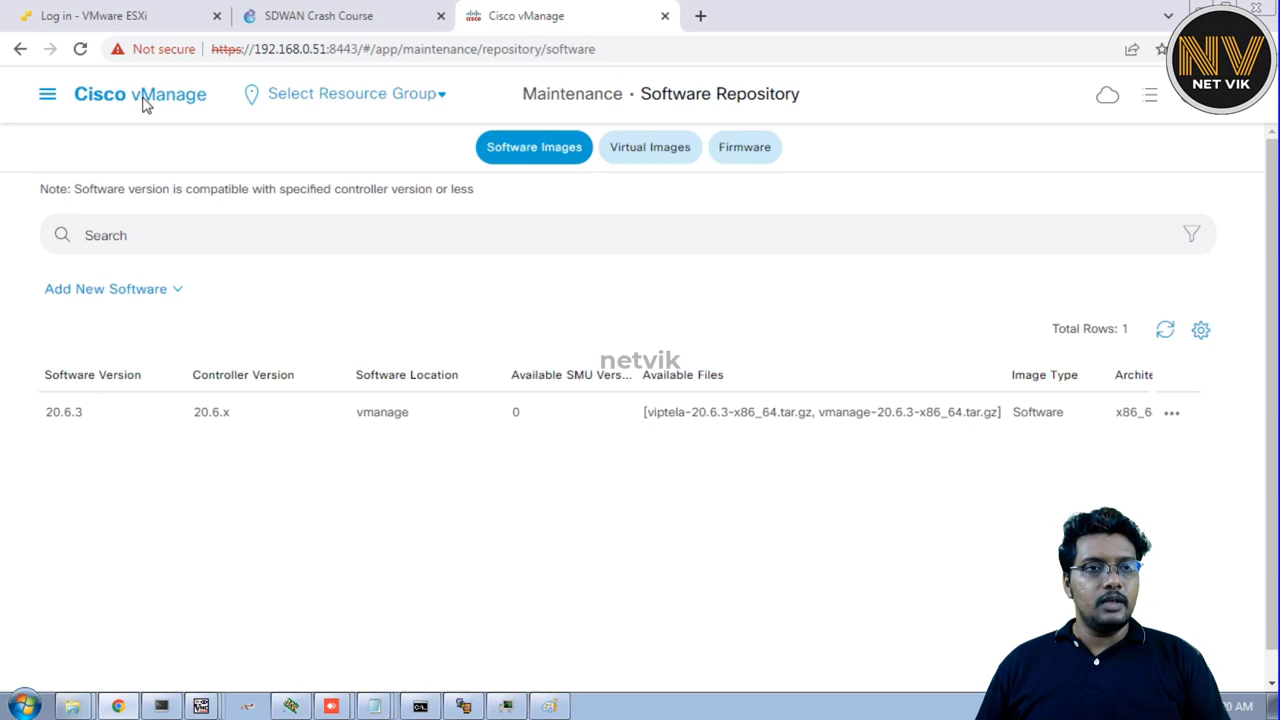 Log in - VMware ESXi
SDWAN Crash Course
Cisco vManage
Not secure
https://192.168.0.51:8443/#/app/maintenance/repository/software
NV
NET VIK
Cisco vManage
Select Resource Group
Maintenance · Software Repository
Software Images
Virtual Images
Firmware
Note: Software version is compatible with specified controller version or less
Search
Add New Software
Total Rows: 1
netvik
Software Version Controller Version Software Location Available SMU Vers... Available Files Image Type Archite
20.6.3 20.6.x vmanage 0 [viptela-20.6.3-x86_64.tar.gz, vmanage-20.6.3-x86_64.tar.gz] Software x86_6
20 AM